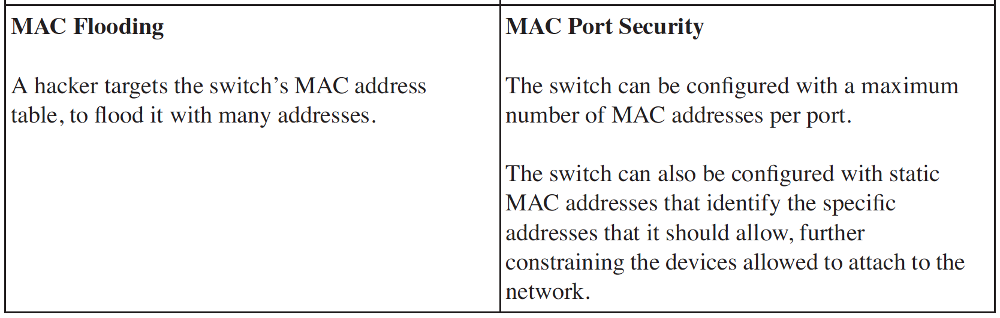 MAC Flooding
A hacker targets the switch’s MAC address
table, to flood it with many addresses.
MAC Port Security
The switch can be configured with a maximum
number of MAC addresses per port.
The switch can also be configured with static
MAC addresses that identify the specific
addresses that it should allow, further
constraining the devices allowed to attach to the
network.